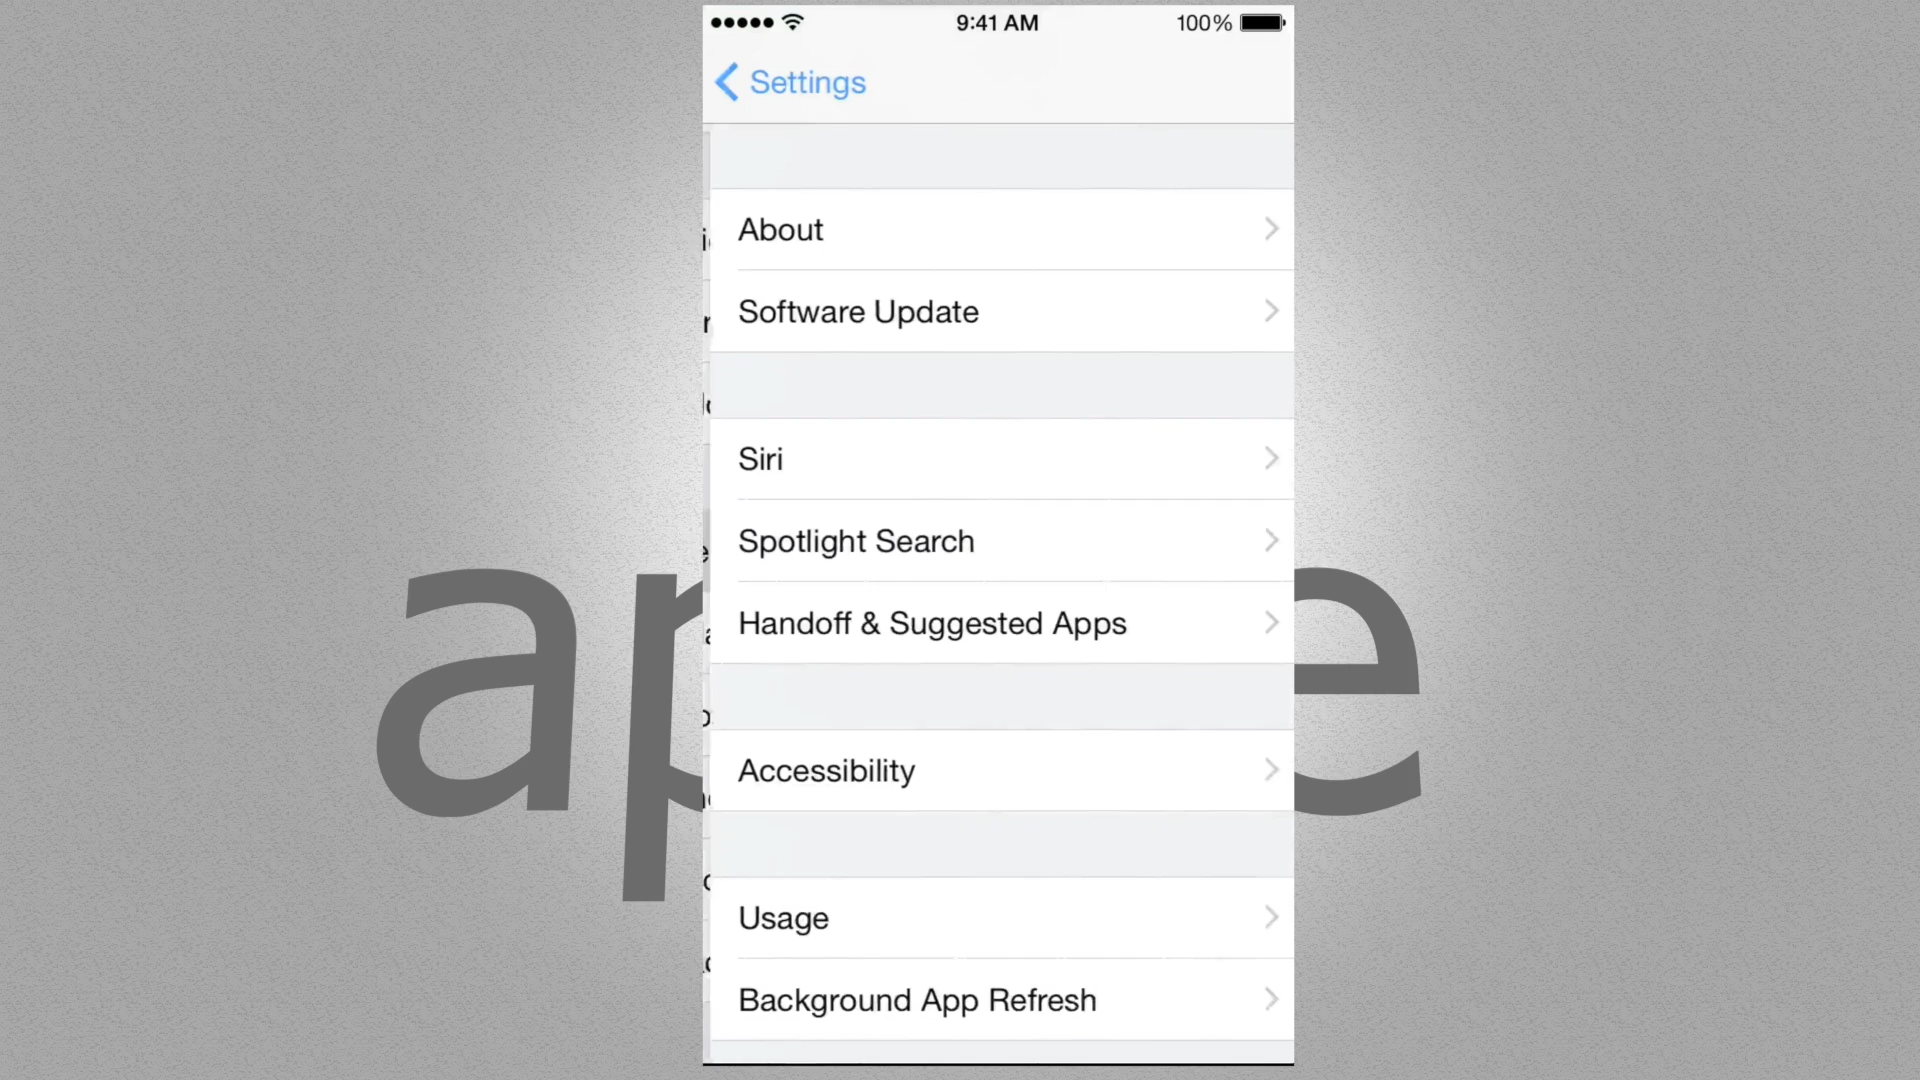 9:41 AM
100%
Settings
About
Software Update
Siri
Spotlight Search
Handoff & Suggested Apps
Accessibility
Usage
Background App Refresh
ap
e